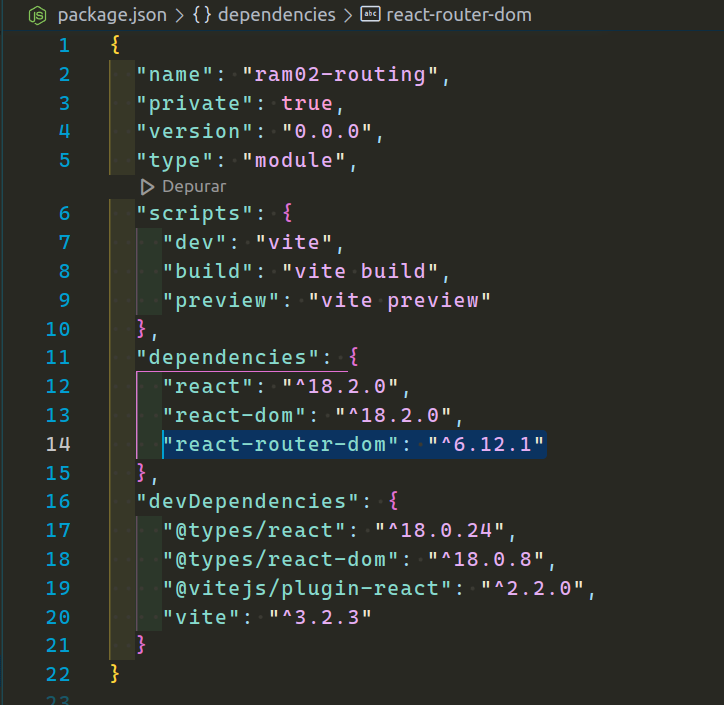 package.json > {} dependencies > abc react-router-dom
1 {
2 "name": "ram02-routing",
3 "private": true,
4 "version": "0.0.0",
5 "type": "module",
Depurar
6 "scripts": {
7 "dev": "vite",
8 "build": "vite build",
9 "preview": "vite preview"
10 },
11 "dependencies": {
12 "react": "^18.2.0",
13 "react-dom": "^18.2.0",
14 "react-router-dom": "^6.12.1"
15 },
16 "devDependencies": {
17 "@types/react": "^18.0.24",
18 "@types/react-dom": "^18.0.8",
19 "@vitejs/plugin-react": "^2.2.0",
20 "vite": "^3.2.3"
21 }
22 }
23